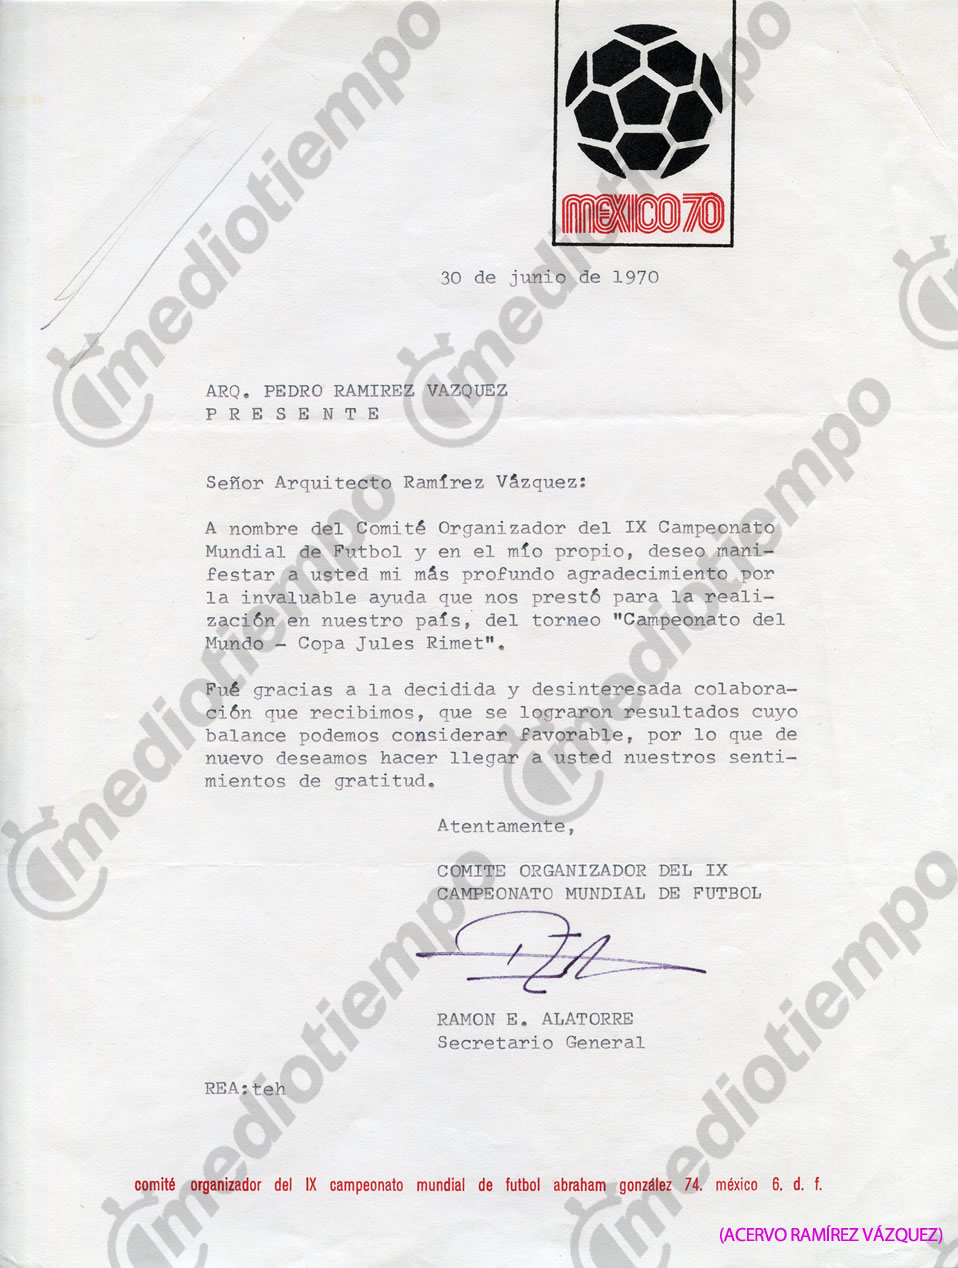 MEXICO70
30 de junio de 1970
ARQ. PEDRO RAMIREZ VAZQUEZ
P R E S E N T E
Señor Arquitecto Ramírez Vázquez:
A nombre del Comité Organizador del IX Campeonato
Mundial de Futbol y en el mío propio, deseo mani-
festar a usted mi más profundo agradecimiento por
la invaluable ayuda que nos prestó para la reali-
zación en nuestro país, del torneo "Campeonato del
Mundo - Copa Jules Rimet".
Fué gracias a la decidida y desinteresada colabora-
ción que recibimos, que se lograron resultados cuyo
balance podemos considerar favorable, por lo que de
nuevo deseamos hacer llegar a usted nuestros senti-
mientos de gratitud.
Atentamente,
COMITE ORGANIZADOR DEL IX
CAMPEONATO MUNDIAL DE FUTBOL
RAMON E. ALATORRE
Secretario General
REA:teh
comité organizador del IX campeonato mundial de futbol abraham gonzález 74. méxico 6. d. f.
(ACERVO RAMÍREZ VÁZQUEZ)
mediotiempo
mediotiempo
mediotiempo
mediotiempo
mediotiempo
mediotiempo